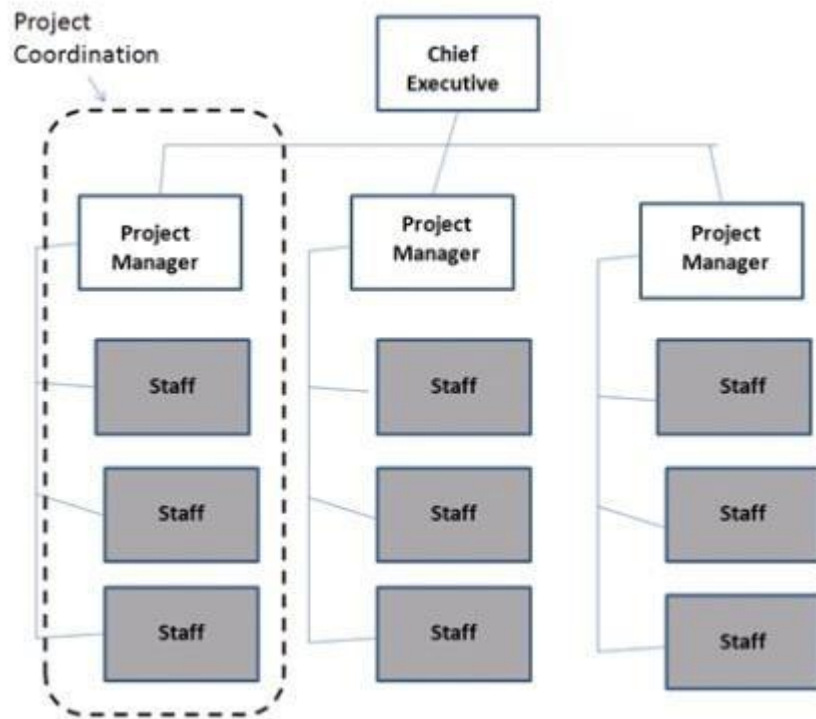 Project
Coordination
Chief
Executive
Project
Manager
Project
Manager
Project
Manager
Staff
Staff
Staff
Staff
Staff
Staff
Staff
Staff
Staff